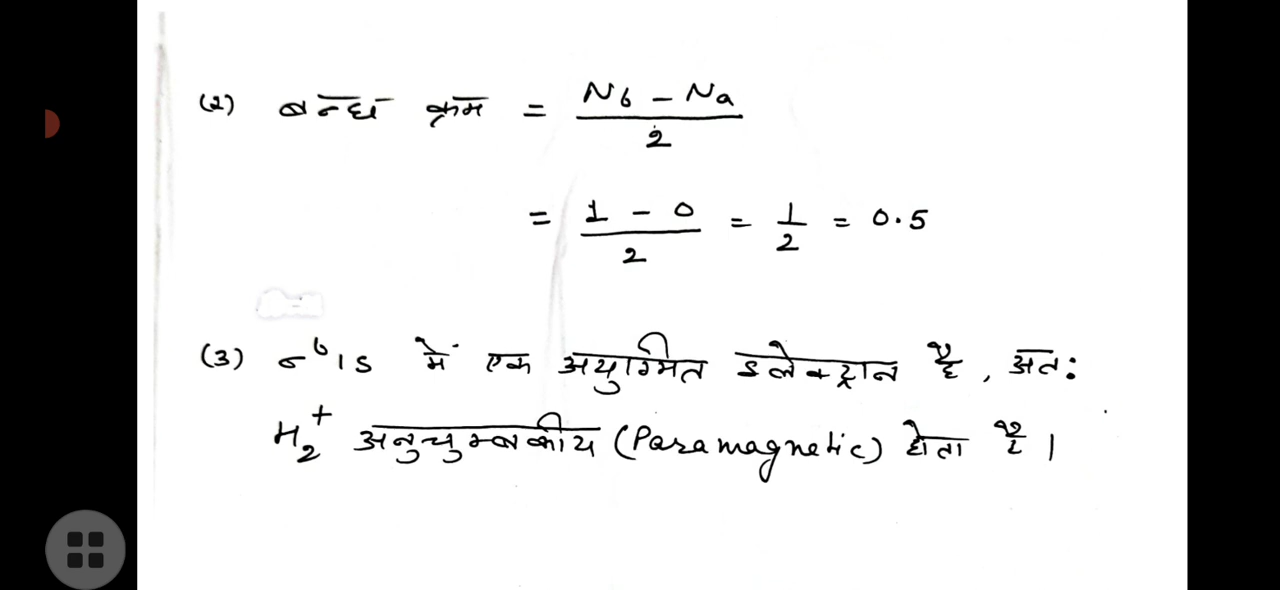 (2) बन्ध क्रम = Nb - Na / 2
= 1 - 0 / 2 = 1 / 2 = 0.5
(3) σᵇ1s में एक अयुग्मित इलेक्ट्रान है, अतः
H₂⁺ अनुचुम्बकीय (Paramagnetic) होता है।